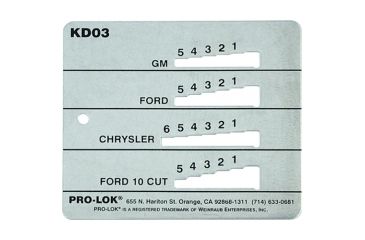 KD03
5 4 3 2 1
GM
5 4 3 2 1
FORD
6 5 4 3 2 1
CHRYSLER
5 4 3 2 1
FORD 10 CUT
PRO-LOK® 655 N. Hariton St. Orange, CA 92868-1311 (714) 633-0681
PRO-LOK® IS A REGISTERED TRADEMARK OF WEINRAUB ENTERPRISES, INC.